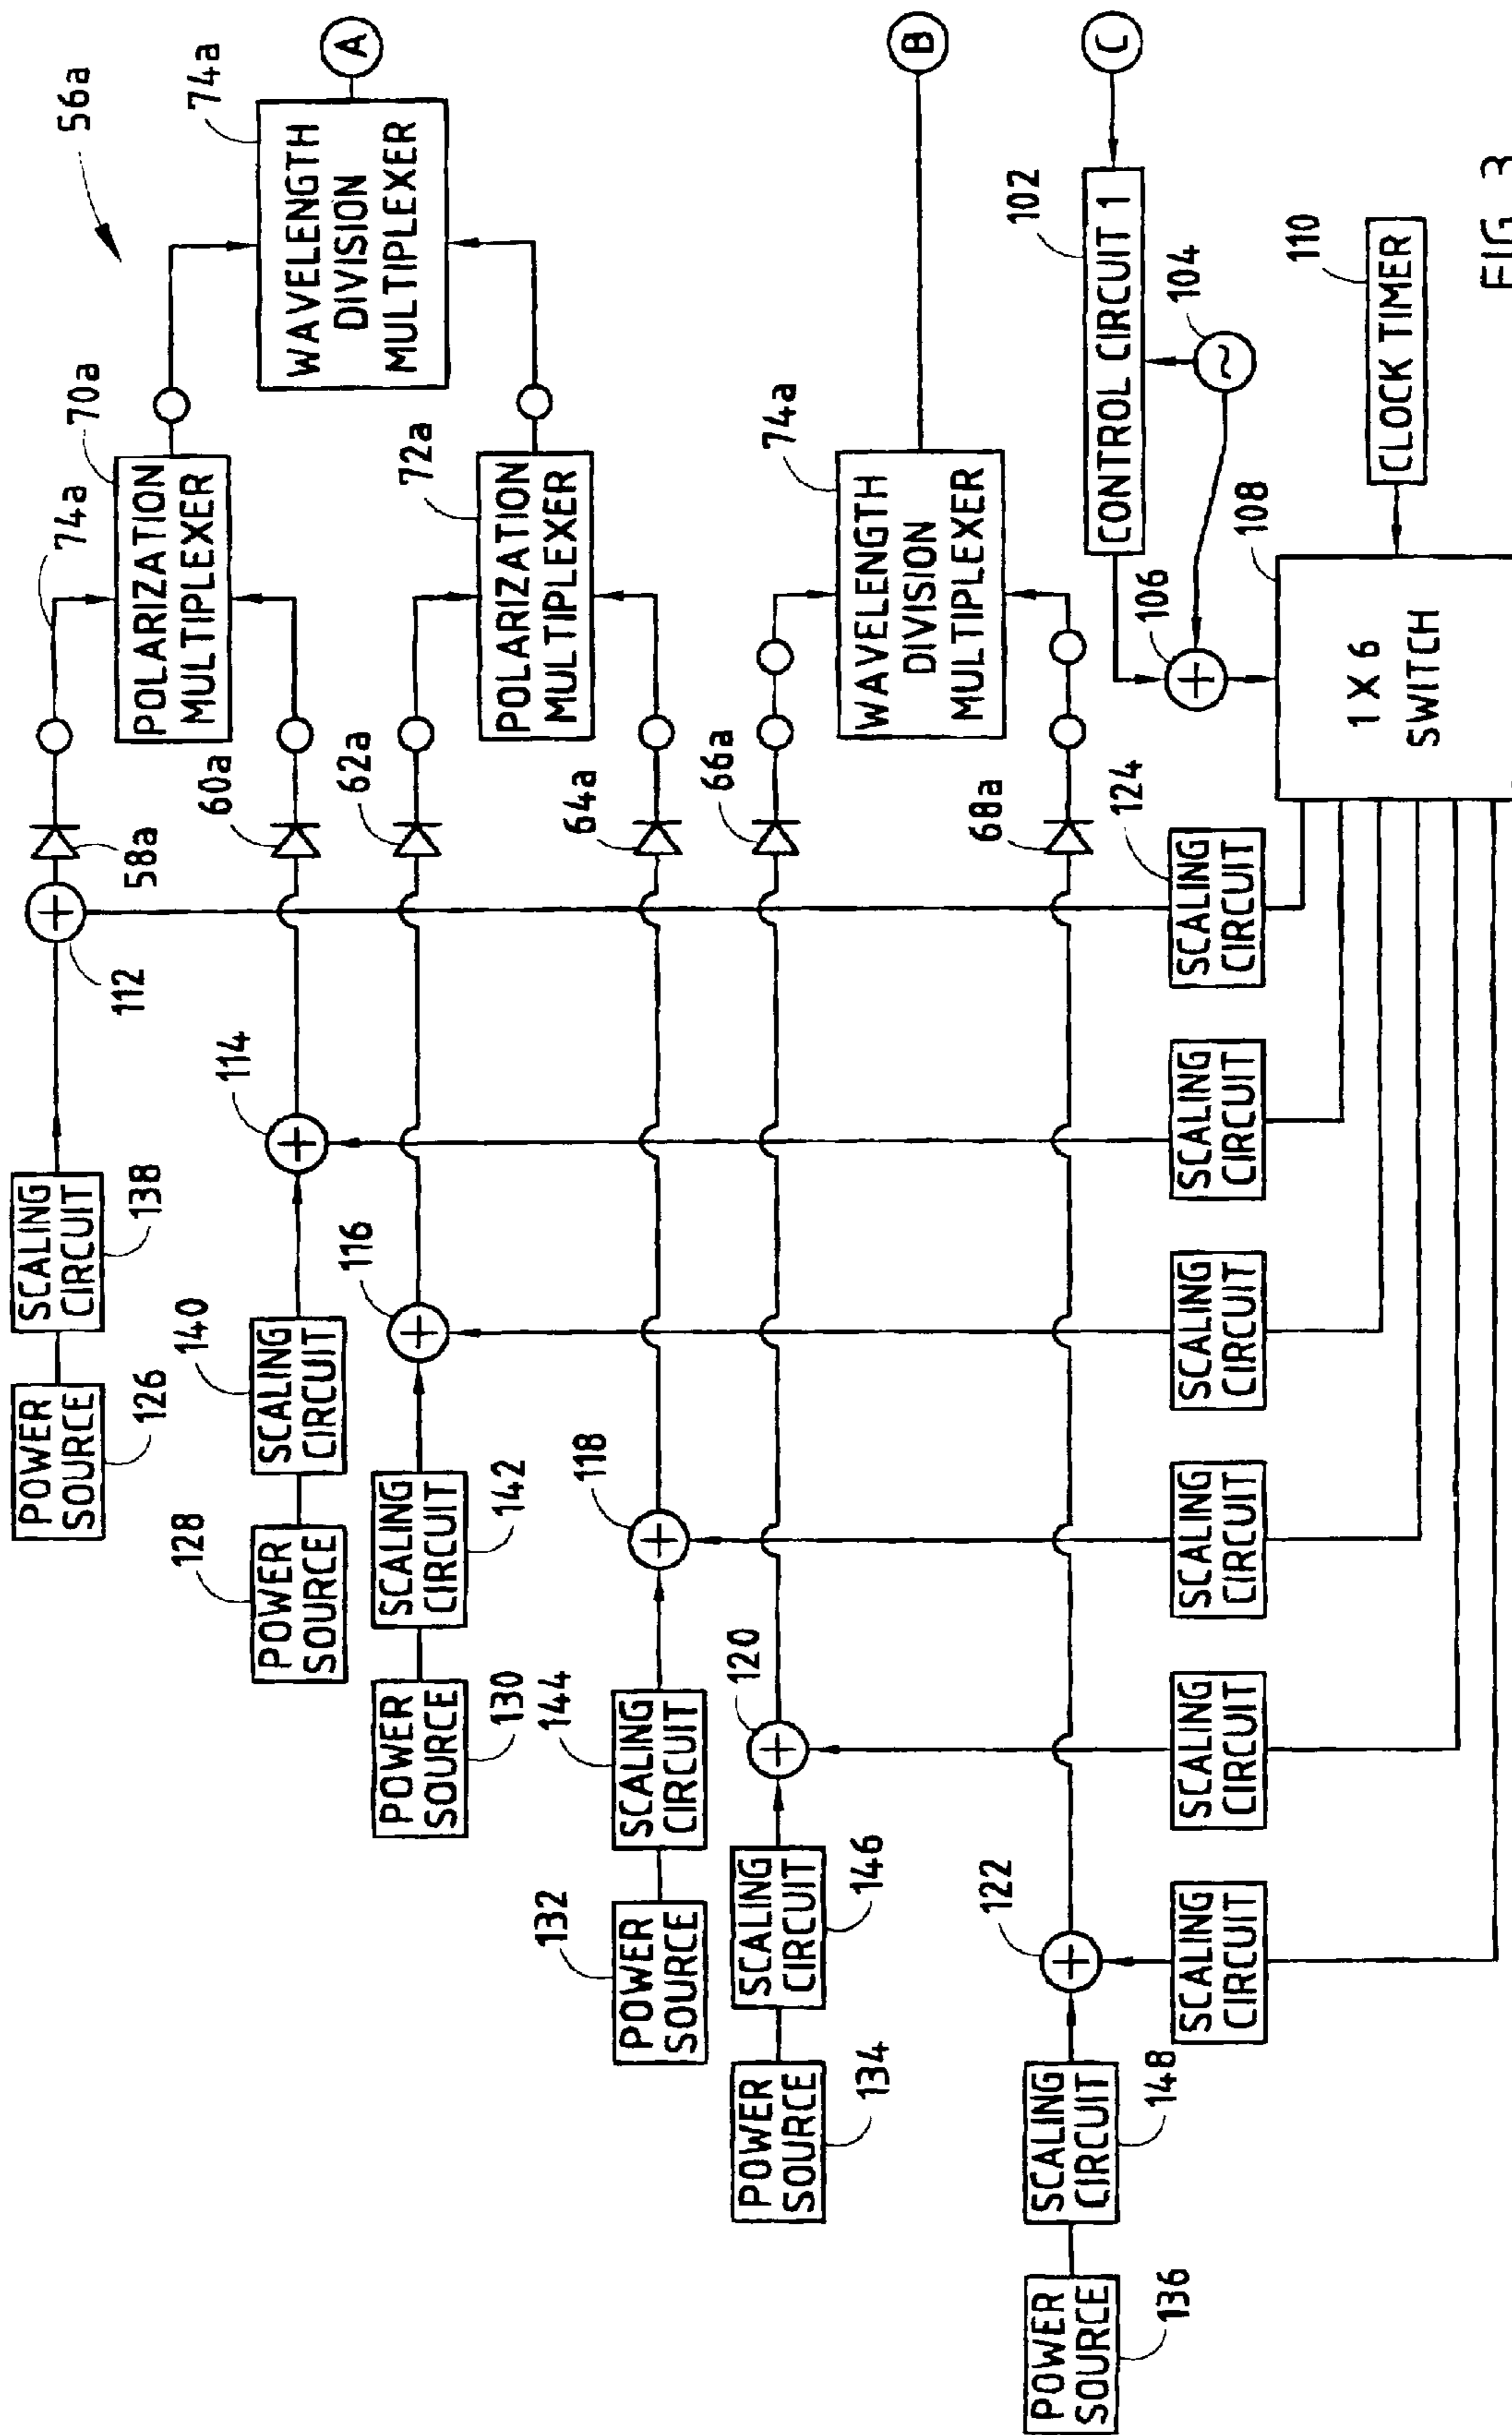 56a
74a
WAVELENGTH
DIVISION
MULTIPLEXER
A
74a
70a
POLARIZATION
MULTIPLEXER
58a
112
SCALING
CIRCUIT
138
POWER
SOURCE
126
60a
114
140
SCALING
CIRCUIT
128
POWER
SOURCE
72a
POLARIZATION
MULTIPLEXER
62a
116
SCALING
CIRCUIT
142
POWER
SOURCE
130
64a
118
144
SCALING
CIRCUIT
132
POWER
SOURCE
74a
WAVELENGTH
DIVISION
MULTIPLEXER
B
66a
120
SCALING
CIRCUIT
146
POWER
SOURCE
134
68a
122
SCALING
CIRCUIT
148
POWER
SOURCE
136
C
102
CONTROL CIRCUIT 1
104
~
106
+
+
+
+
+
+
+
124
SCALING
CIRCUIT
SCALING
CIRCUIT
SCALING
CIRCUIT
SCALING
CIRCUIT
SCALING
CIRCUIT
SCALING
CIRCUIT
108
1 X 6
SWITCH
110
CLOCK TIMER
FIG. 3